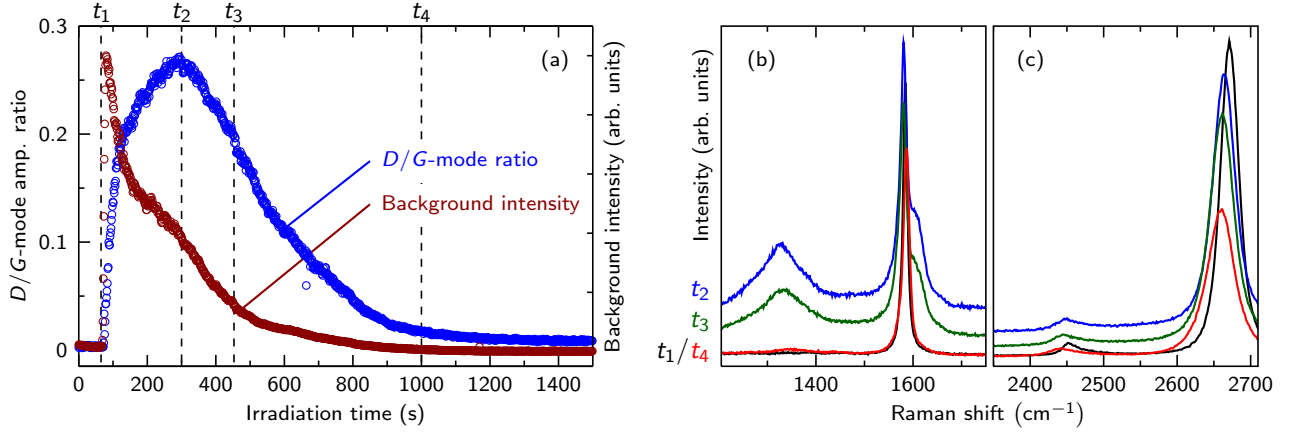 t₁ t₂ t₃ t₄
(a)
D/G-mode amp. ratio
0.3
0.2
0.1
0
D/G-mode ratio
Background intensity
Background intensity (arb. units)
0 200 400 600 800 1000 1200 1400
Irradiation time (s)
(b)
(c)
Intensity (arb. units)
t₂
t₃
t₁/t₄
1400 1600 2400 2500 2600 2700
Raman shift (cm⁻¹)